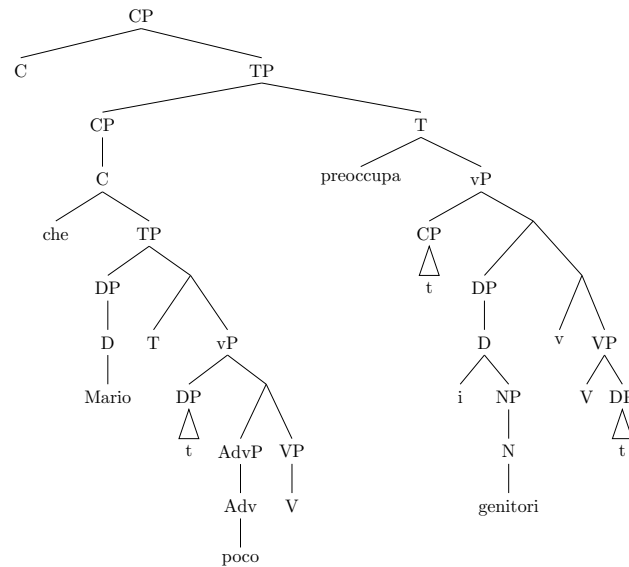 CP
C TP
CP T
C preoccupa vP
che TP CP
DP t DP
D T vP D v VP
Mario DP i NP V DP
t AdvP VP N t
Adv V genitori
poco